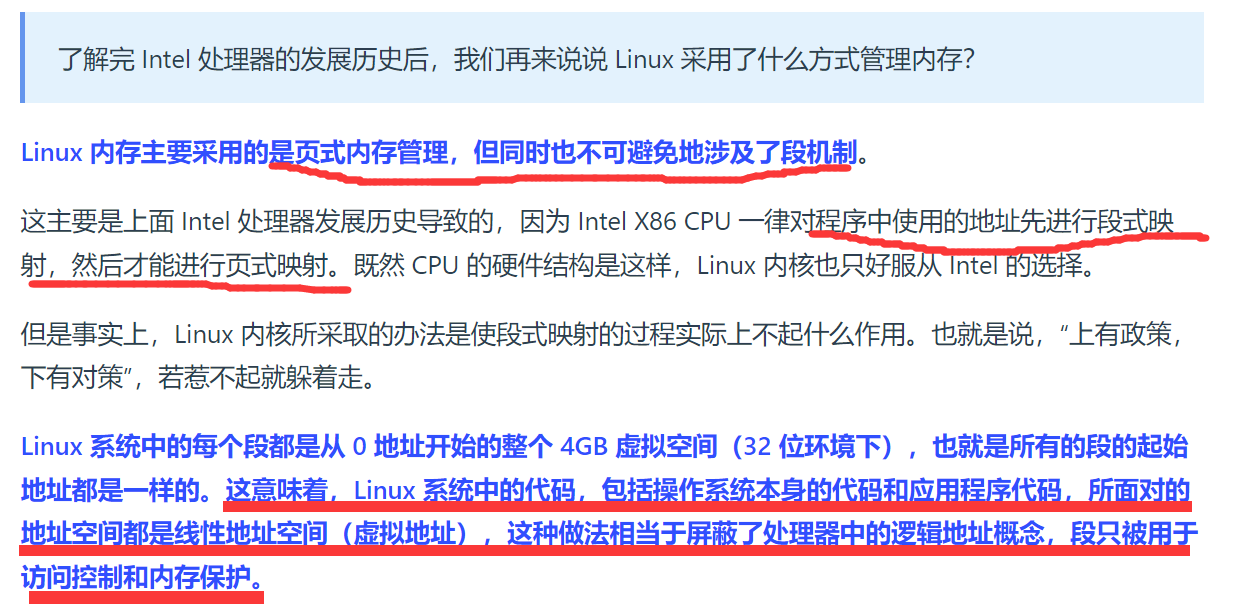 了解完 Intel 处理器的发展历史后，我们再来说说 Linux 采用了什么方式管理内存？
Linux 内存主要采用的是页式内存管理，但同时也不可避免地涉及了段机制。
这主要是上面 Intel 处理器发展历史导致的，因为 Intel X86 CPU 一律对程序中使用的地址先进行段式映
射，然后才能进行页式映射。既然 CPU 的硬件结构是这样，Linux 内核也只好服从 Intel 的选择。
但是事实上，Linux 内核所采取的办法是使段式映射的过程实际上不起什么作用。也就是说，“上有政策，
下有对策”，若惹不起就躲着走。
Linux 系统中的每个段都是从 0 地址开始的整个 4GB 虚拟空间（32 位环境下），也就是所有的段的起始
地址都是一样的。这意味着，Linux 系统中的代码，包括操作系统本身的代码和应用程序代码，所面对的
地址空间都是线性地址空间（虚拟地址），这种做法相当于屏蔽了处理器中的逻辑地址概念，段只被用于
访问控制和内存保护。